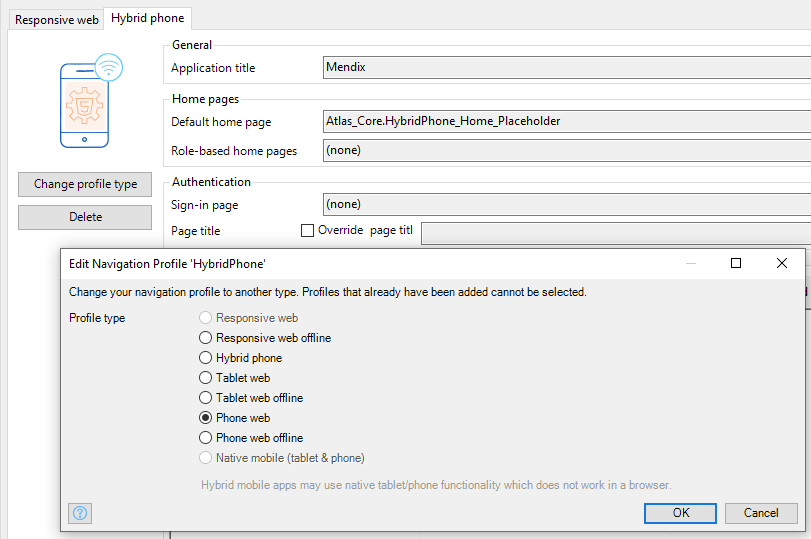 Responsive web
Hybrid phone
General
Application title
Mendix
Home pages
Default home page
Atlas_Core.HybridPhone_Home_Placeholder
Role-based home pages
(none)
Change profile type
Delete
Authentication
Sign-in page
(none)
Page title
Override page titl
Edit Navigation Profile 'HybridPhone'
Change your navigation profile to another type. Profiles that already have been added cannot be selected.
Profile type
Responsive web
Responsive web offline
Hybrid phone
Tablet web
Tablet web offline
Phone web
Phone web offline
Native mobile (tablet & phone)
Hybrid mobile apps may use native tablet/phone functionality which does not work in a browser.
?
OK
Cancel